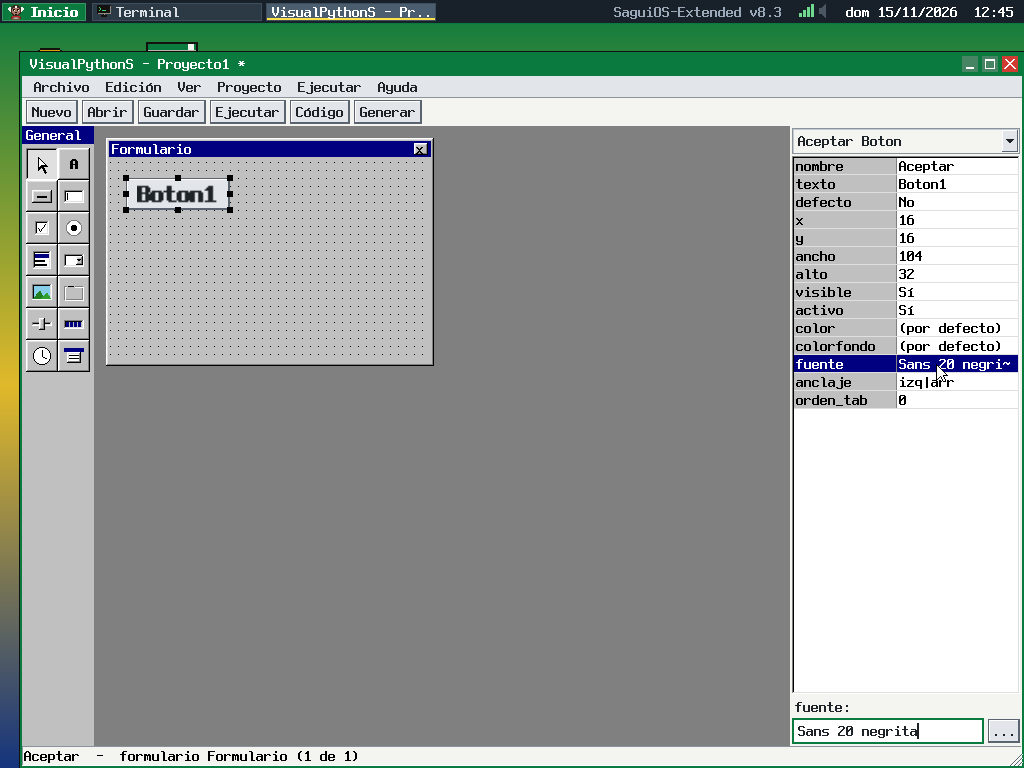 Inicio Terminal VisualPythonS - Pr.. SaguiOS-Extended v8.3 dom 15/11/2026 12:45
VisualPythonS - Proyecto1 *
Archivo Edición Ver Proyecto Ejecutar Ayuda
Nuevo Abrir Guardar Ejecutar Código Generar
General
A
Formulario
Boton1
Aceptar Boton
nombre Aceptar
texto Boton1
defecto No
x 16
y 16
ancho 104
alto 32
visible Sí
activo Sí
color (por defecto)
colorfondo (por defecto)
fuente Sans 20 negri~
anclaje izq|arr
orden_tab 0
fuente:
Sans 20 negrita ...
Aceptar - formulario Formulario (1 de 1)